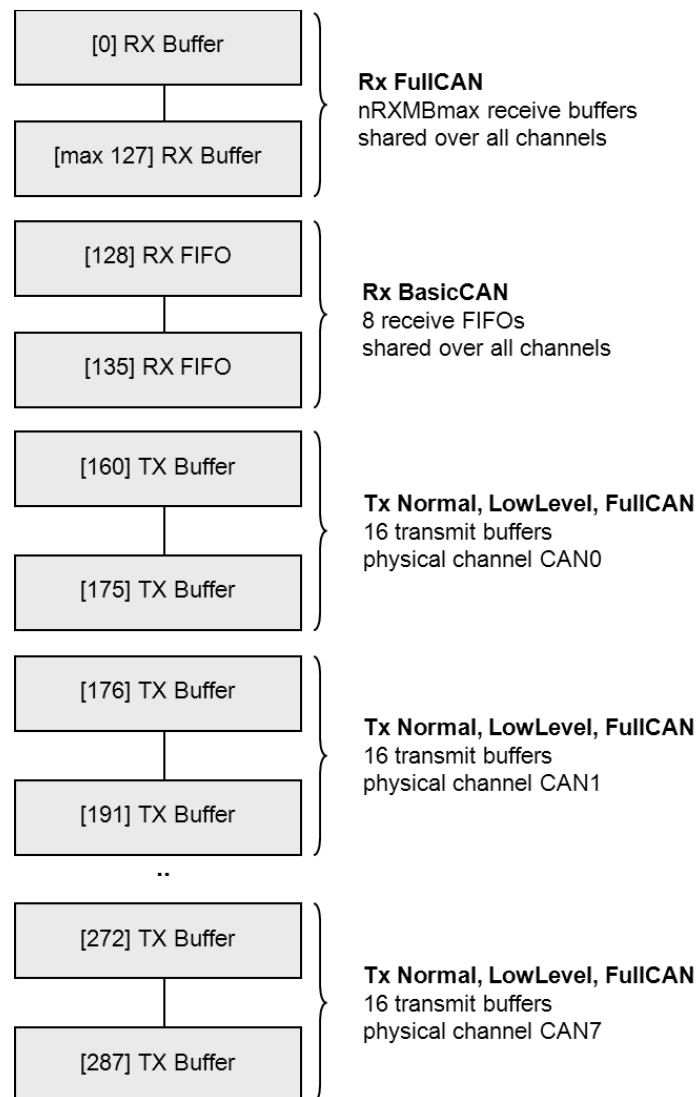 [0] RX Buffer
[max 127] RX Buffer
Rx FullCAN
nRXMBmax receive buffers
shared over all channels
[128] RX FIFO
[135] RX FIFO
Rx BasicCAN
8 receive FIFOs
shared over all channels
[160] TX Buffer
[175] TX Buffer
Tx Normal, LowLevel, FullCAN
16 transmit buffers
physical channel CAN0
[176] TX Buffer
[191] TX Buffer
Tx Normal, LowLevel, FullCAN
16 transmit buffers
physical channel CAN1
..
[272] TX Buffer
[287] TX Buffer
Tx Normal, LowLevel, FullCAN
16 transmit buffers
physical channel CAN7